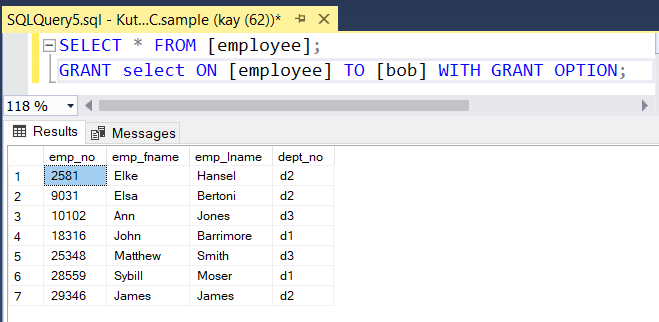 SQLQuery5.sql - Kut...C.sample (kay (62))*
SELECT * FROM [employee];
GRANT select ON [employee] TO [bob] WITH GRANT OPTION;
118 %
Results Messages
emp_no emp_fname emp_lname dept_no
1 2581 Elke Hansel d2
2 9031 Elsa Bertoni d2
3 10102 Ann Jones d3
4 18316 John Barrimore d1
5 25348 Matthew Smith d3
6 28559 Sybill Moser d1
7 29346 James James d2